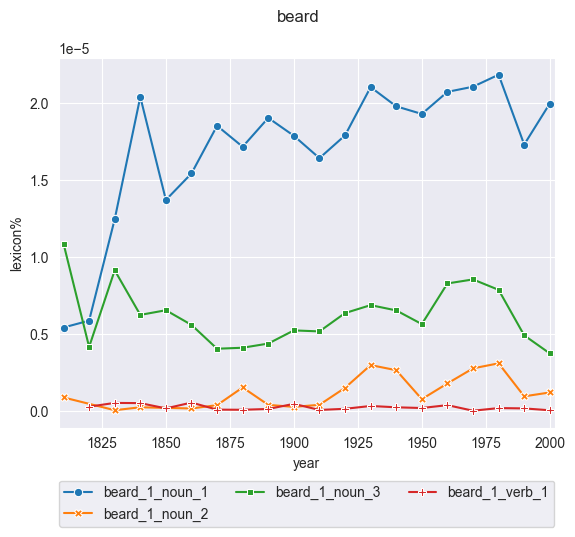 beard
1e−5
2.0
1.5
1.0
0.5
0.0
lexicon%
1825 1850 1875 1900 1925 1950 1975 2000
year
beard_1_noun_1 beard_1_noun_3 beard_1_verb_1
beard_1_noun_2